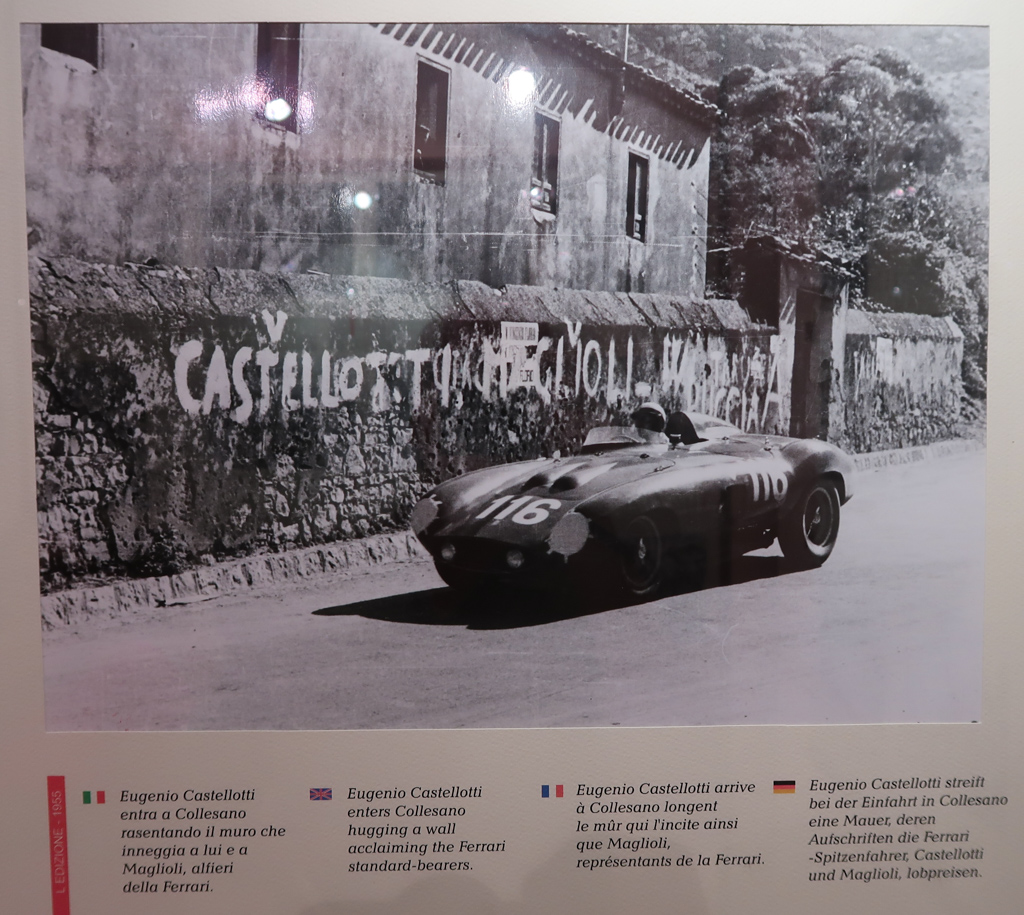 CASTELLOTTI, MAGLIOLI,
116
116
L EDIZIONE - 1955
Eugenio Castellotti
entra a Collesano
rasentando il muro che
inneggia a lui e a
Maglioli, alfieri
della Ferrari.
Eugenio Castellotti
enters Collesano
hugging a wall
acclaiming the Ferrari
standard-bearers.
Eugenio Castellotti arrive
à Collesano longent
le mûr qui l'incite ainsi
que Maglioli,
représentants de la Ferrari.
Eugenio Castellotti streift
bei der Einfahrt in Collesano
eine Mauer, deren
Aufschriften die Ferrari
-Spitzenfahrer, Castellotti
und Maglioli, lobpreisen.